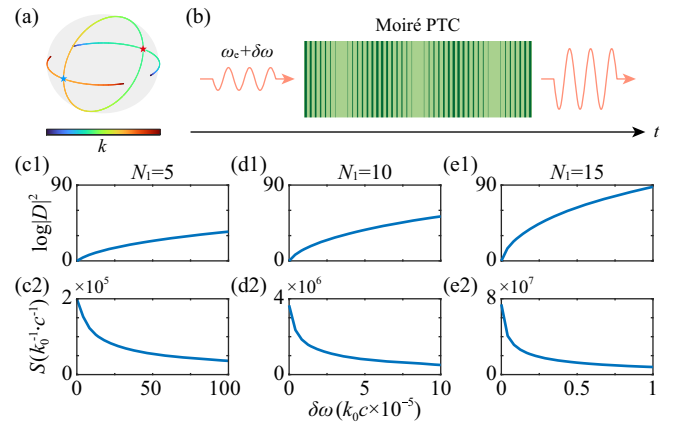 (a)
k
(b)
Moiré PTC
ωₑ+δω
t
(c1)
N₁=5
(d1)
N₁=10
(e1)
N₁=15
log|D|²
90
0
90
0
90
0
(c2)
×10⁵
(d2)
×10⁶
(e2)
×10⁷
S(k₀⁻¹·c⁻¹)
2
0
4
0
8
0
0 50 100
0 5 10
0 0.5 1
δω (k₀c×10⁻⁵)